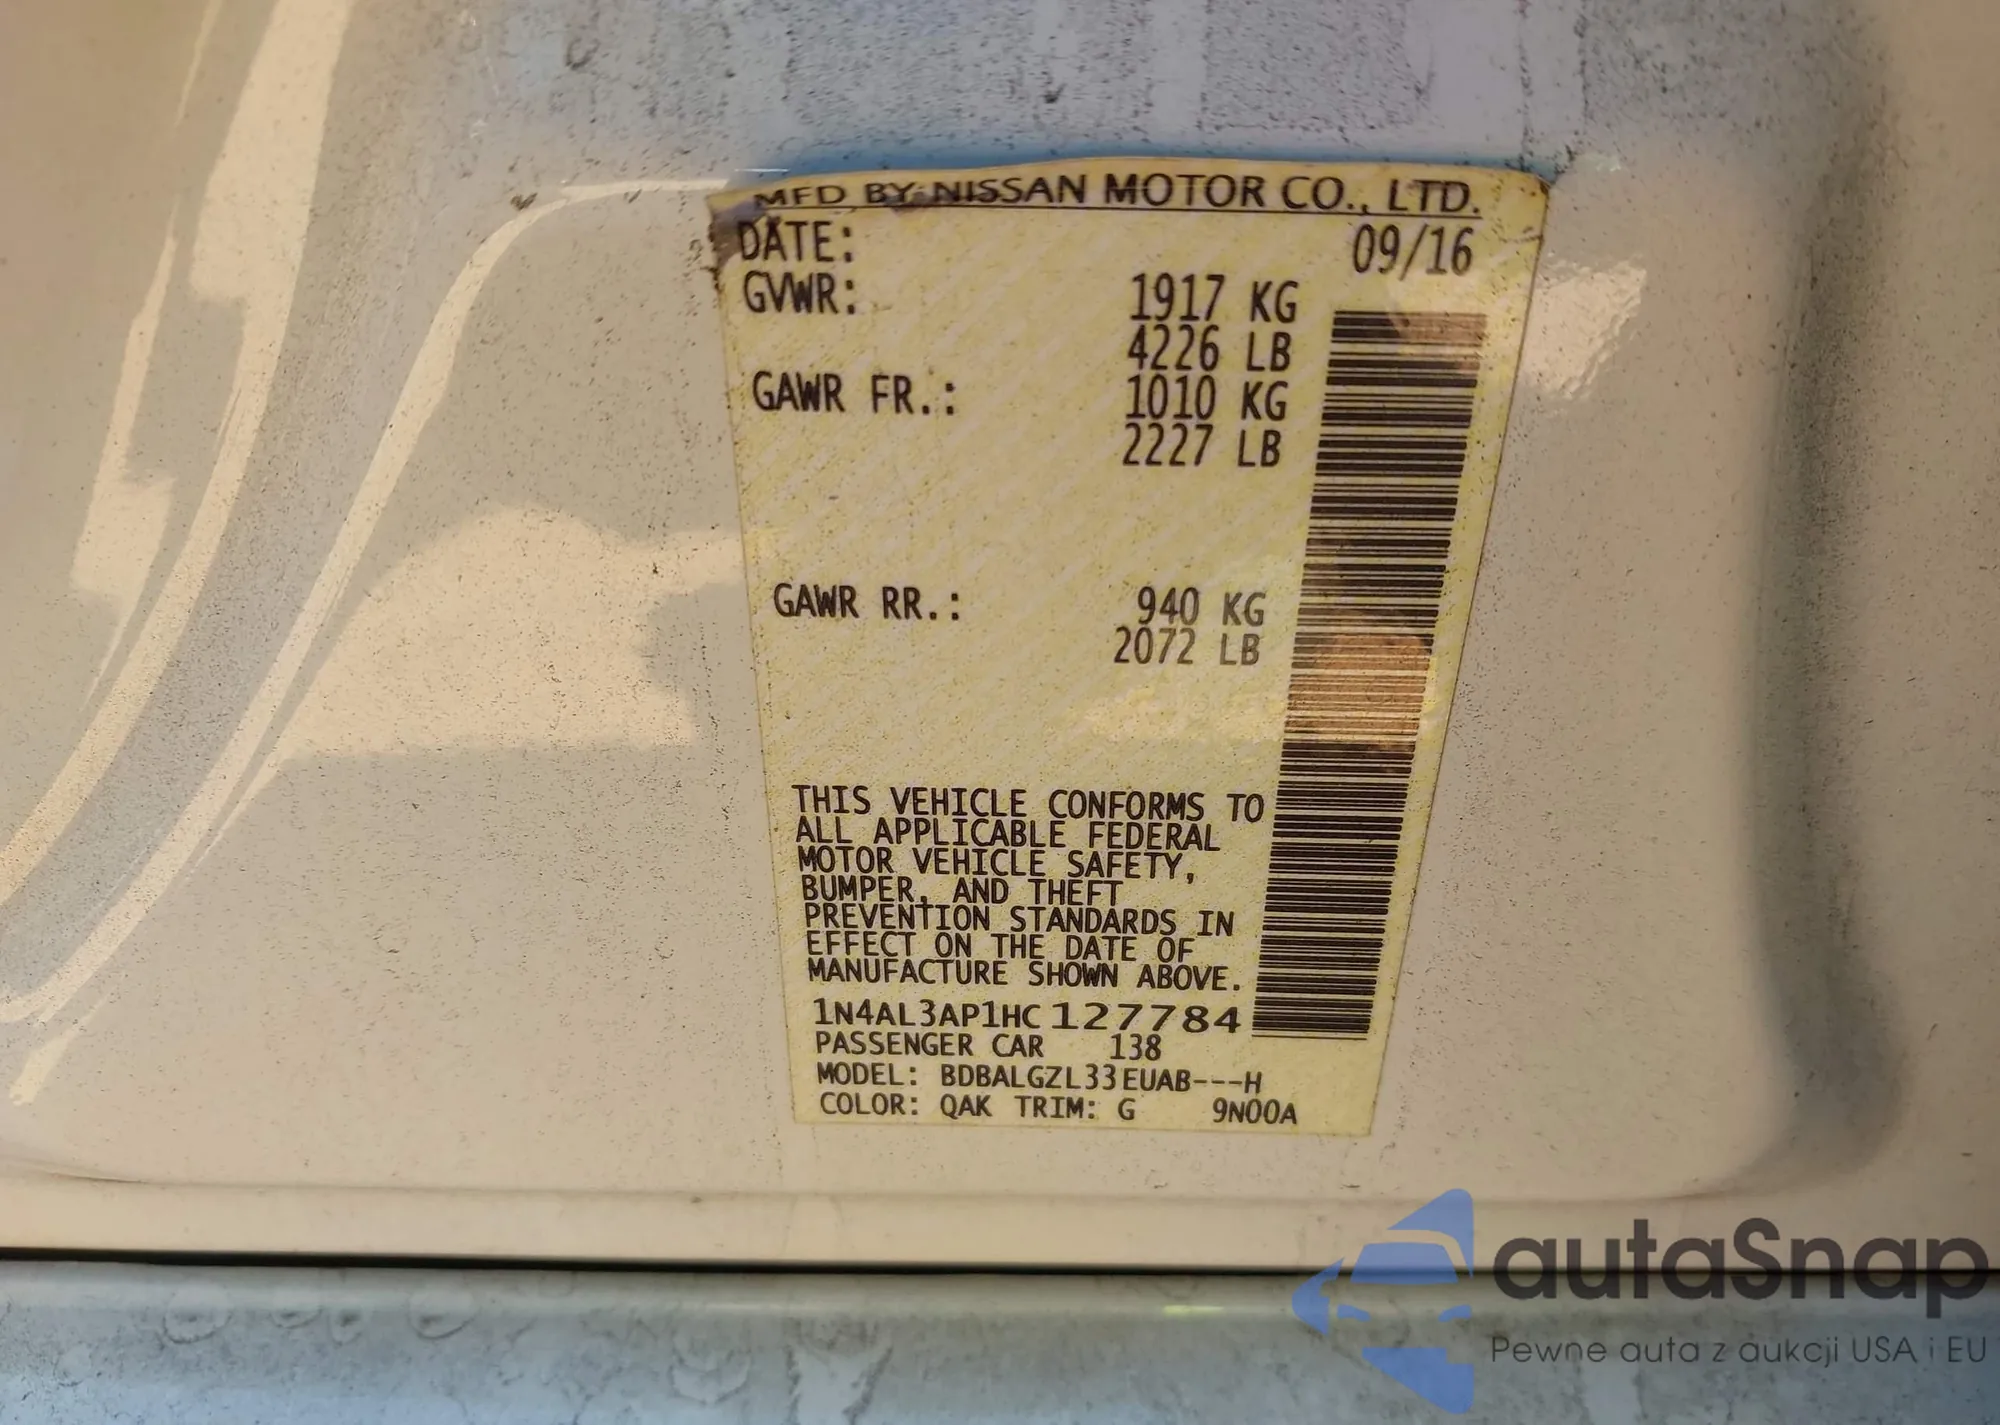 MFD BY NISSAN MOTOR CO., LTD.
DATE: 09/16
GVWR: 1917 KG
4226 LB
GAWR FR.: 1010 KG
2227 LB
GAWR RR.: 940 KG
2072 LB
THIS VEHICLE CONFORMS TO
ALL APPLICABLE FEDERAL
MOTOR VEHICLE SAFETY,
BUMPER, AND THEFT
PREVENTION STANDARDS IN
EFFECT ON THE DATE OF
MANUFACTURE SHOWN ABOVE.
1N4AL3AP1HC127784
PASSENGER CAR 138
MODEL: BDBALGZL33EUAB---H
COLOR: QAK TRIM: G 9N00A
autaSnap
Pewne auta z aukcji USA i EU